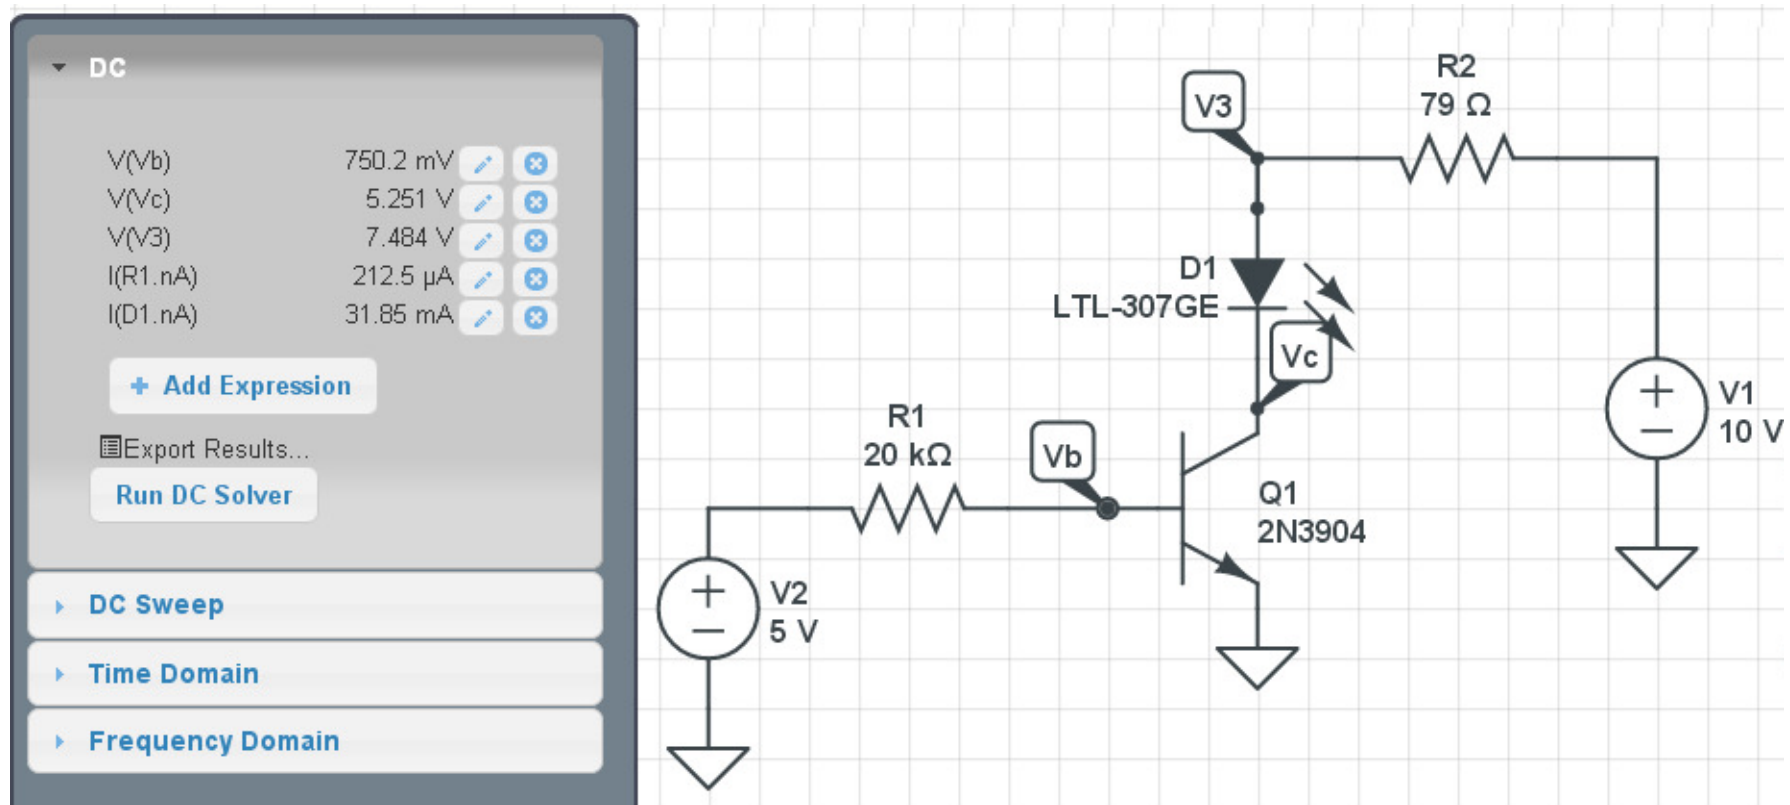 DC
V(Vb) 750.2 mV
V(Vc) 5.251 V
V(V3) 7.484 V
I(R1.nA) 212.5 µA
I(D1.nA) 31.85 mA
+ Add Expression
Export Results...
Run DC Solver
DC Sweep
Time Domain
Frequency Domain
R2
79 Ω
V3
D1
LTL-307GE
Vc
V1
10 V
R1
20 kΩ
Vb
Q1
2N3904
V2
5 V